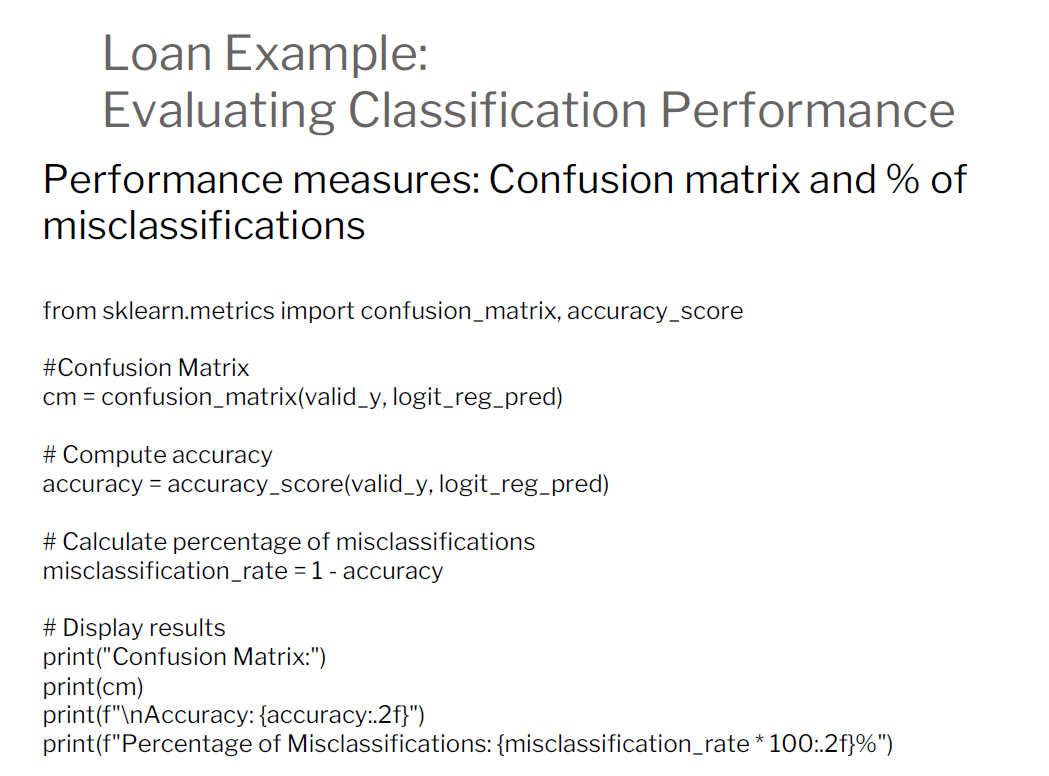 Loan Example:
Evaluating Classification Performance
Performance measures: Confusion matrix and % of
misclassifications
from sklearn.metrics import confusion_matrix, accuracy_score
#Confusion Matrix
cm = confusion_matrix(valid_y, logit_reg_pred)
# Compute accuracy
accuracy = accuracy_score(valid_y, logit_reg_pred)
# Calculate percentage of misclassifications
misclassification_rate = 1 - accuracy
# Display results
print("Confusion Matrix:")
print(cm)
print(f"\nAccuracy: {accuracy:.2f}")
print(f"Percentage of Misclassifications: {misclassification_rate * 100:.2f}%")